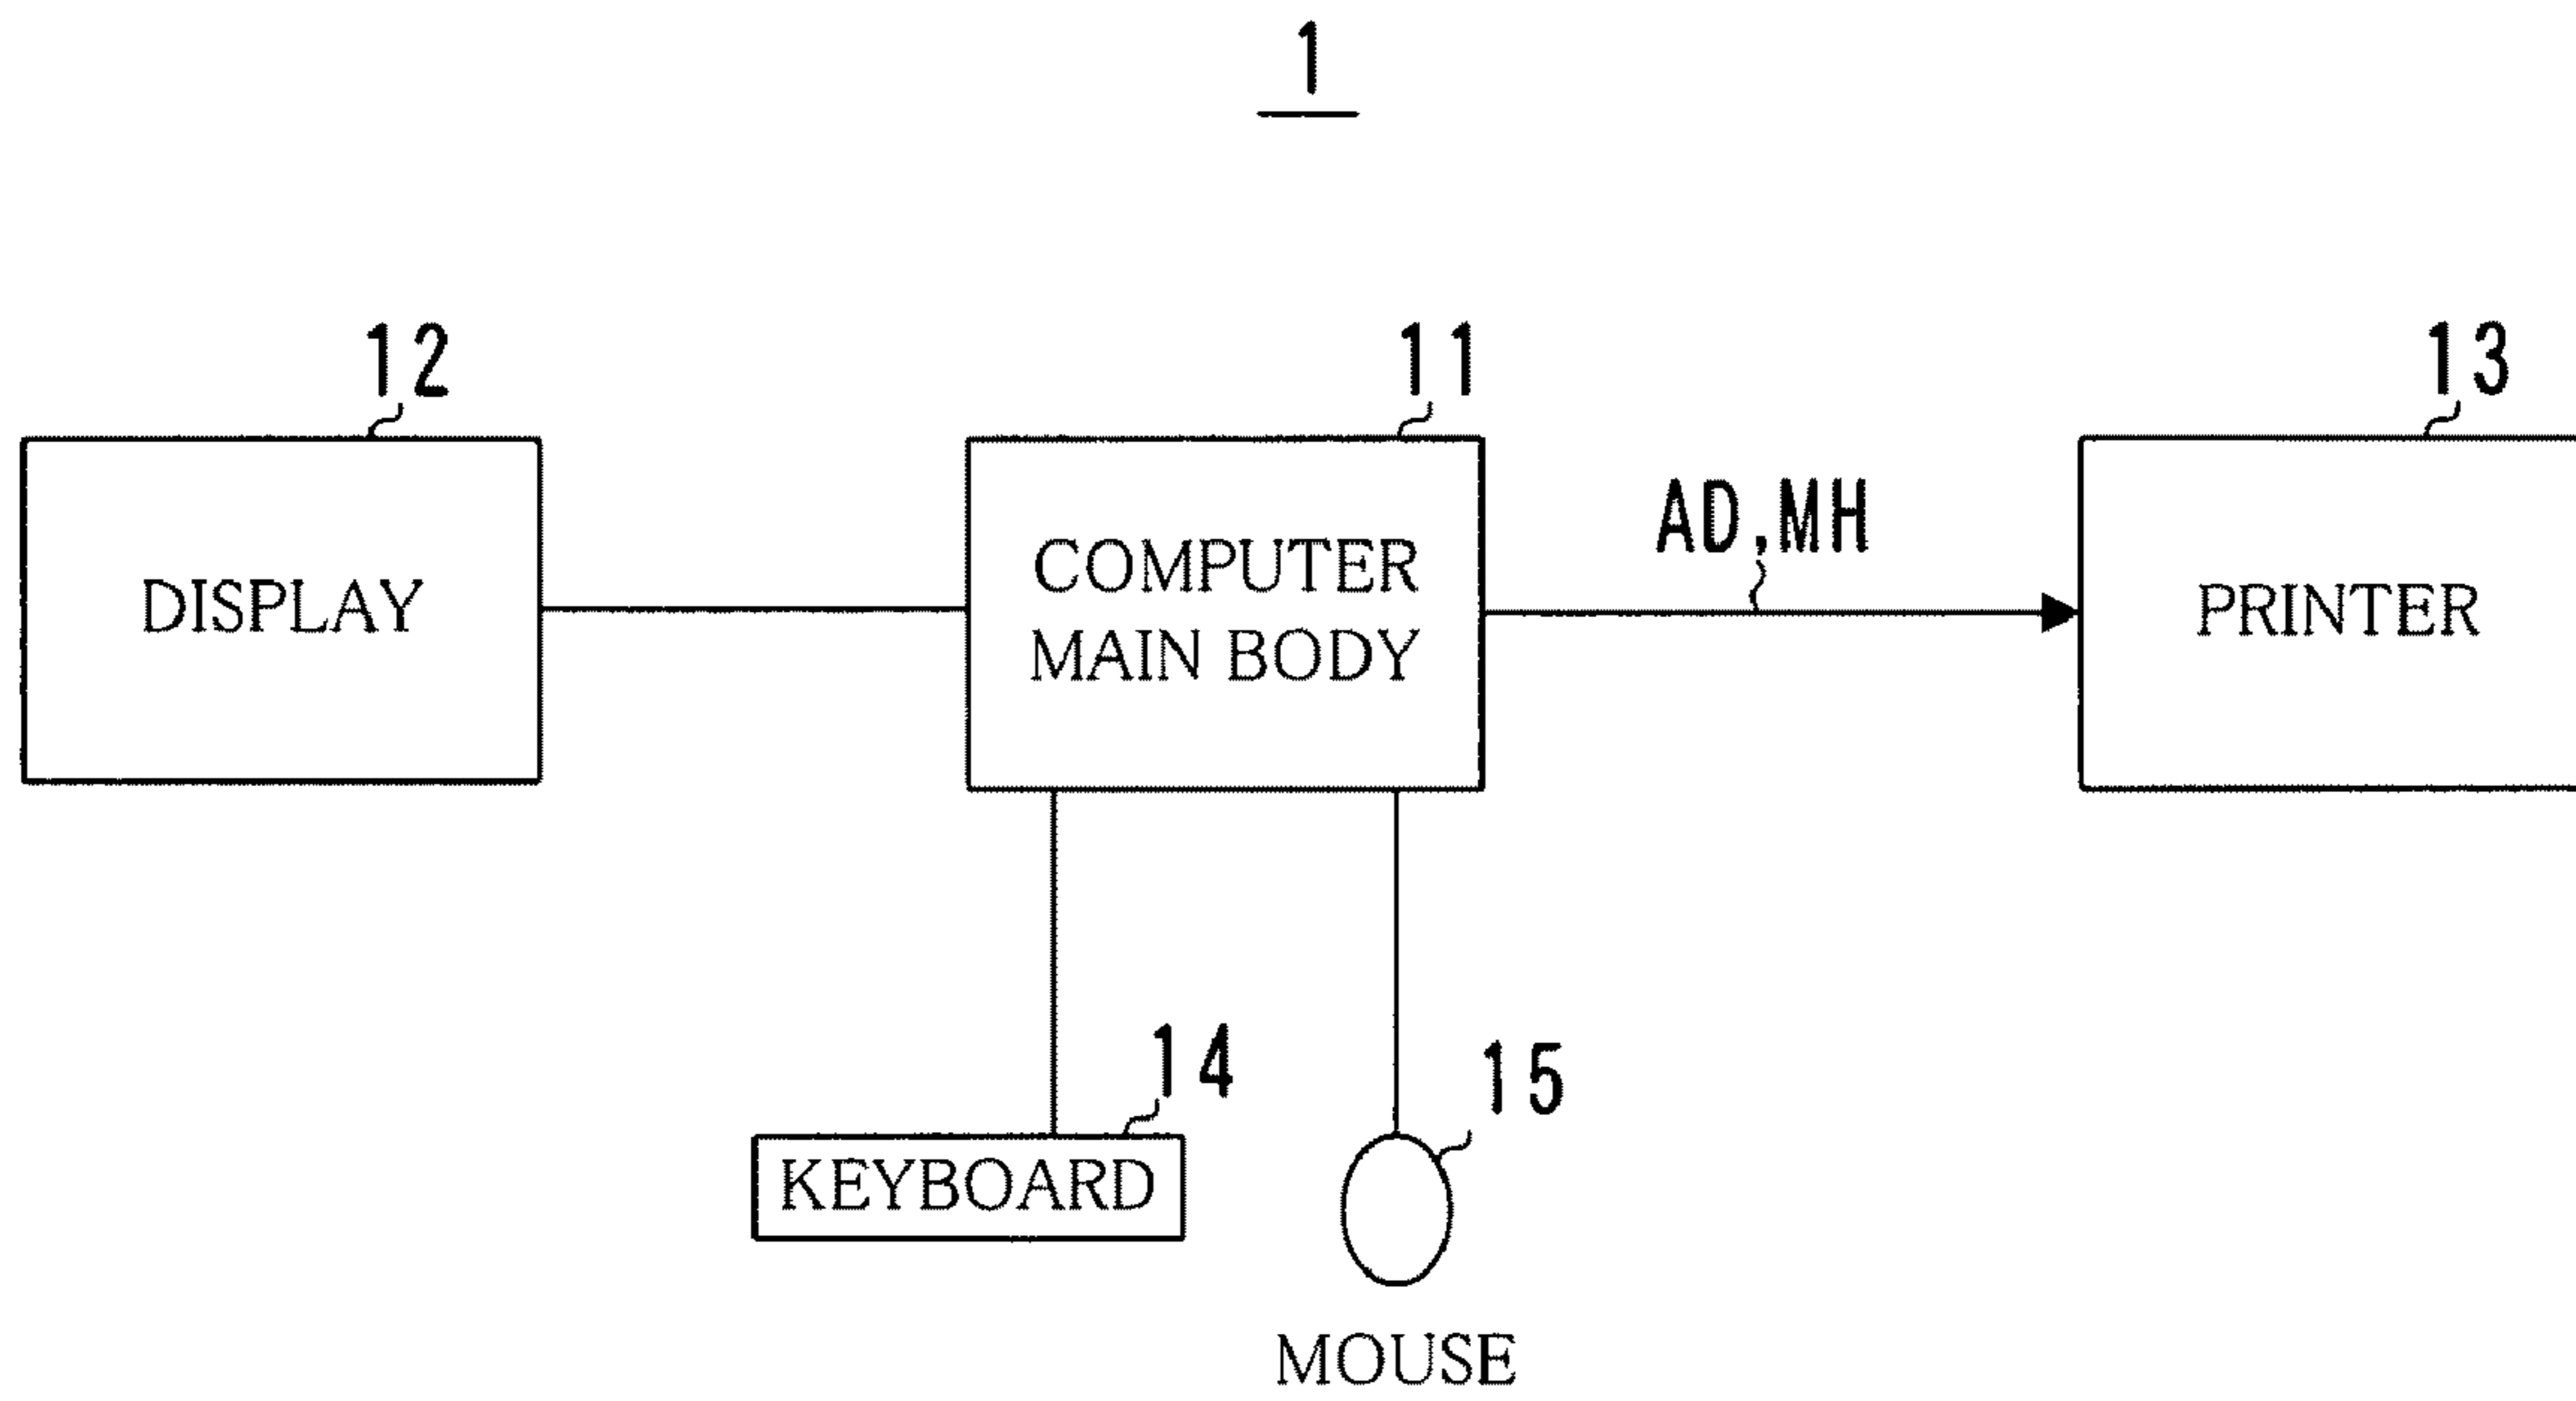 1
12
11
13
DISPLAY
COMPUTER
MAIN BODY
AD,MH
PRINTER
14
15
KEYBOARD
MOUSE